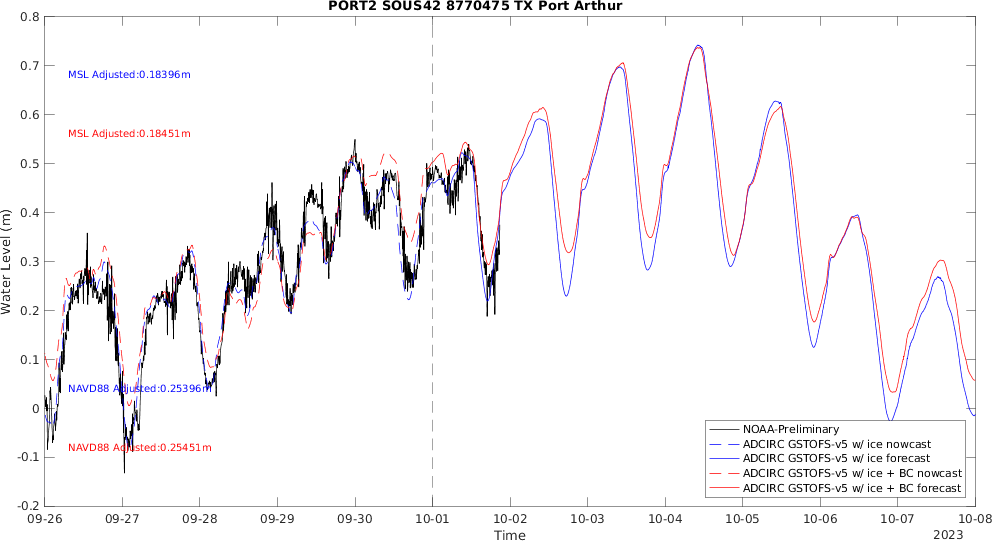 PORT2 SOUS42 8770475 TX Port Arthur
0.8
0.7
0.6
0.5
0.4
0.3
0.2
0.1
0
-0.1
-0.2
Water Level (m)
MSL Adjusted:0.18396m
MSL Adjusted:0.18451m
NAVD88 Adjusted:0.25396m
NAVD88 Adjusted:0.25451m
NOAA-Preliminary
ADCIRC GSTOFS-v5 w/ ice nowcast
ADCIRC GSTOFS-v5 w/ ice forecast
ADCIRC GSTOFS-v5 w/ ice + BC nowcast
ADCIRC GSTOFS-v5 w/ ice + BC forecast
09-26 09-27 09-28 09-29 09-30 10-01 10-02 10-03 10-04 10-05 10-06 10-07 10-08
Time
2023